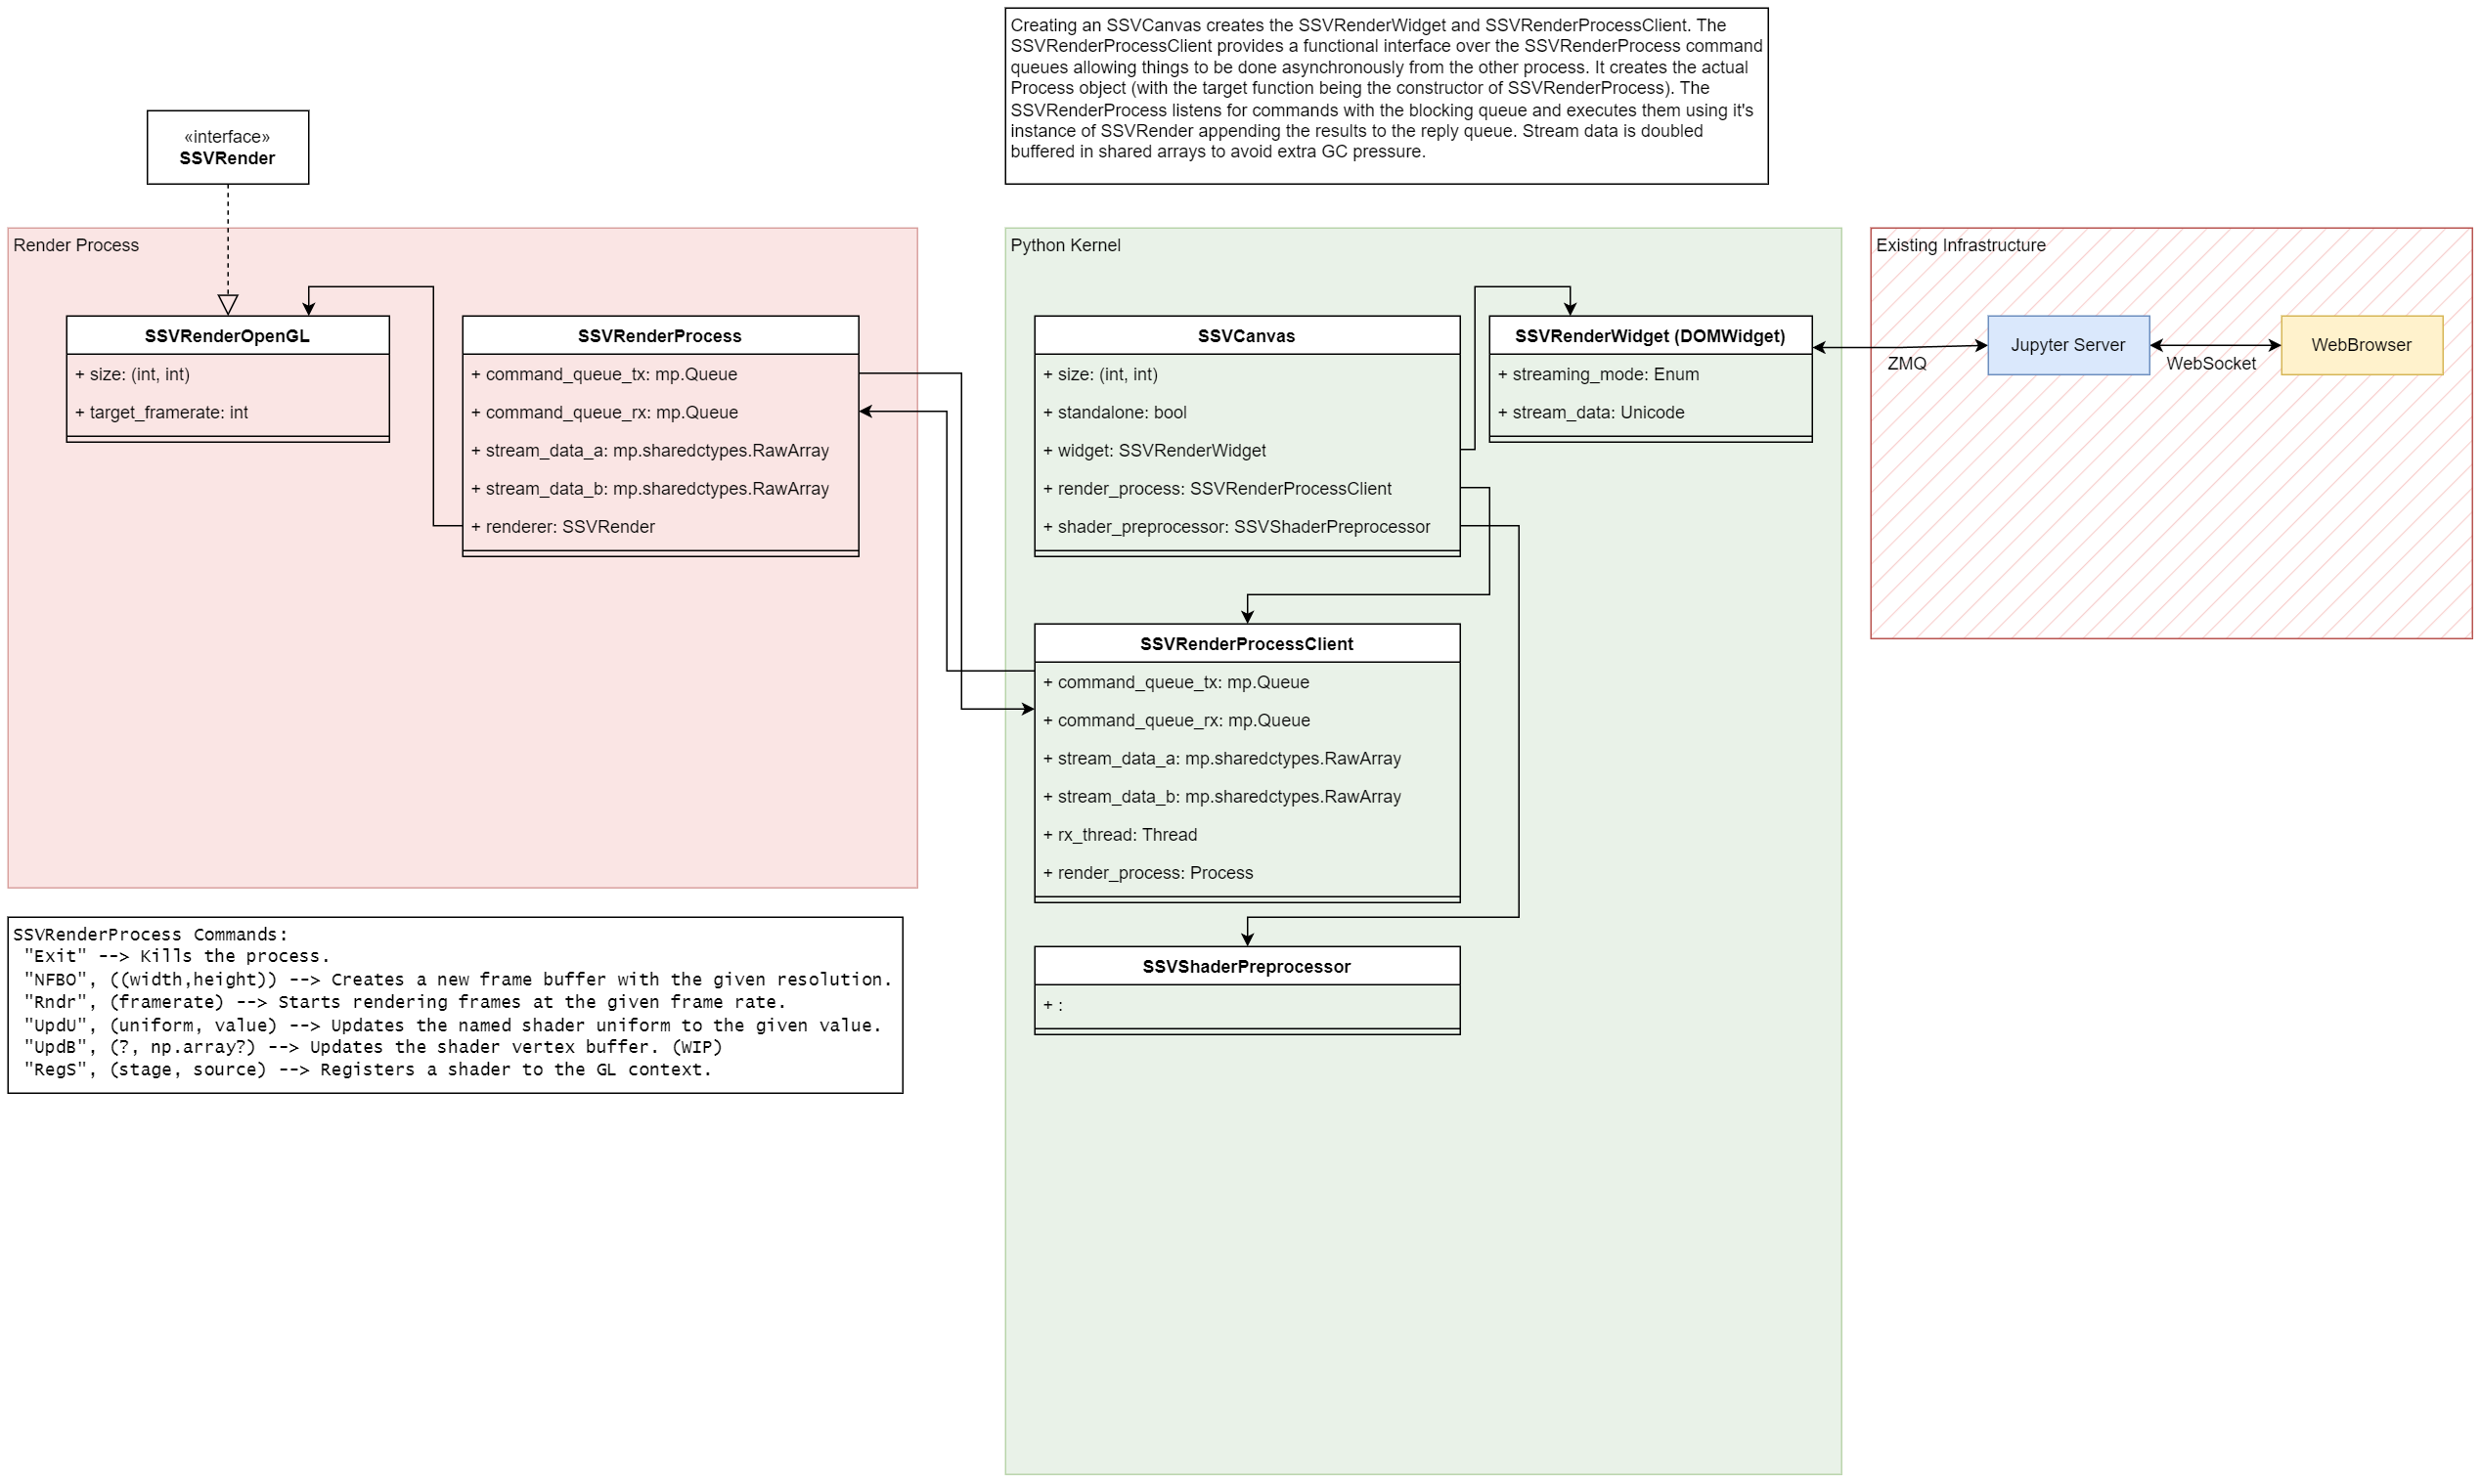 Creating an SSVCanvas creates the SSVRenderWidget and SSVRenderProcessClient. The
SSVRenderProcessClient provides a functional interface over the SSVRenderProcess command
queues allowing things to be done asynchronously from the other process. It creates the actual
Process object (with the target function being the constructor of SSVRenderProcess). The
SSVRenderProcess listens for commands with the blocking queue and executes them using it's
instance of SSVRender appending the results to the reply queue. Stream data is doubled
buffered in shared arrays to avoid extra GC pressure.
«interface»
SSVRender
Render Process
SSVRenderOpenGL
+ size: (int, int)
+ target_framerate: int
SSVRenderProcess
+ command_queue_tx: mp.Queue
+ command_queue_rx: mp.Queue
+ stream_data_a: mp.sharedctypes.RawArray
+ stream_data_b: mp.sharedctypes.RawArray
+ renderer: SSVRender
Python Kernel
SSVCanvas
+ size: (int, int)
+ standalone: bool
+ widget: SSVRenderWidget
+ render_process: SSVRenderProcessClient
+ shader_preprocessor: SSVShaderPreprocessor
SSVRenderWidget (DOMWidget)
+ streaming_mode: Enum
+ stream_data: Unicode
Existing Infrastructure
ZMQ
Jupyter Server
WebSocket
WebBrowser
SSVRenderProcessClient
+ command_queue_tx: mp.Queue
+ command_queue_rx: mp.Queue
+ stream_data_a: mp.sharedctypes.RawArray
+ stream_data_b: mp.sharedctypes.RawArray
+ rx_thread: Thread
+ render_process: Process
SSVShaderPreprocessor
+ :
SSVRenderProcess Commands:
"Exit" --> Kills the process.
"NFBO", ((width,height)) --> Creates a new frame buffer with the given resolution.
"Rndr", (framerate) --> Starts rendering frames at the given frame rate.
"UpdU", (uniform, value) --> Updates the named shader uniform to the given value.
"UpdB", (?, np.array?) --> Updates the shader vertex buffer. (WIP)
"RegS", (stage, source) --> Registers a shader to the GL context.